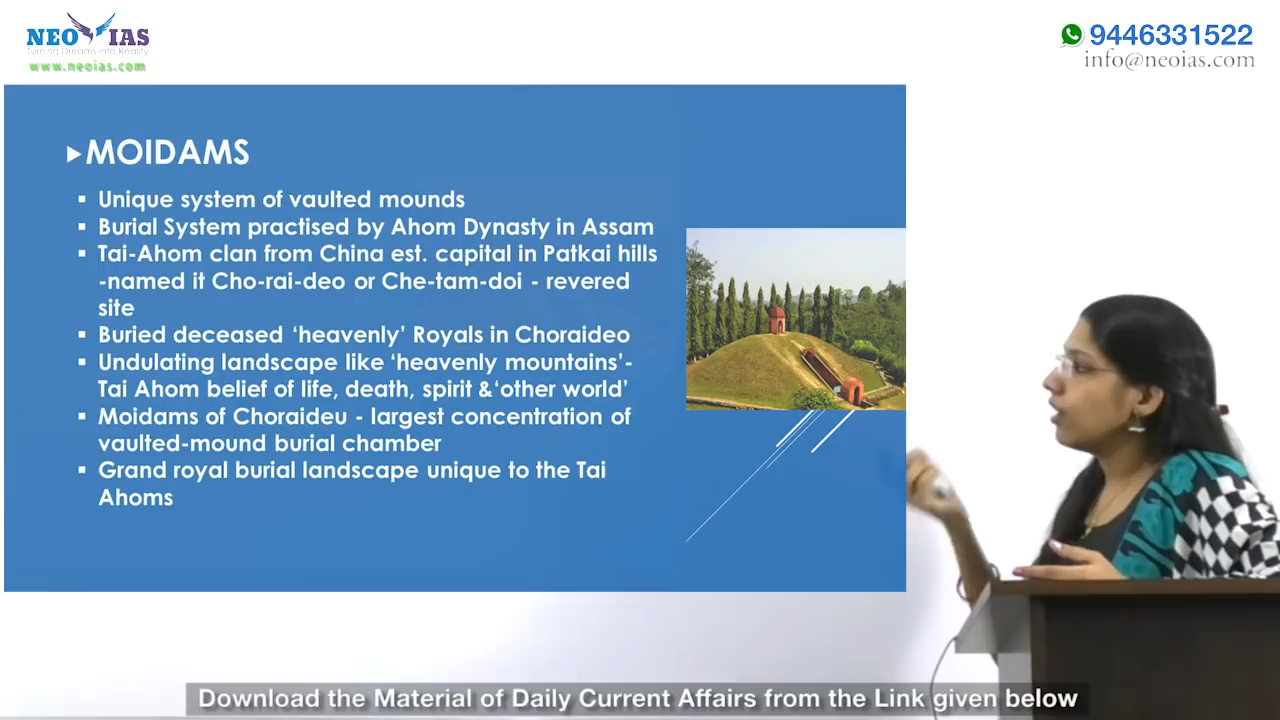 NEO IAS
Turning Dreams into Reality
www.neoias.com
9446331522
info@neoias.com
MOIDAMS
Unique system of vaulted mounds
Burial System practised by Ahom Dynasty in Assam
Tai-Ahom clan from China est. capital in Patkai hills
-named it Cho-rai-deo or Che-tam-doi - revered
site
Buried deceased ‘heavenly’ Royals in Choraideo
Undulating landscape like ‘heavenly mountains’-
Tai Ahom belief of life, death, spirit &‘other world’
Moidams of Choraideu - largest concentration of
vaulted-mound burial chamber
Grand royal burial landscape unique to the Tai
Ahoms
Download the Material of Daily Current Affairs from the Link given below